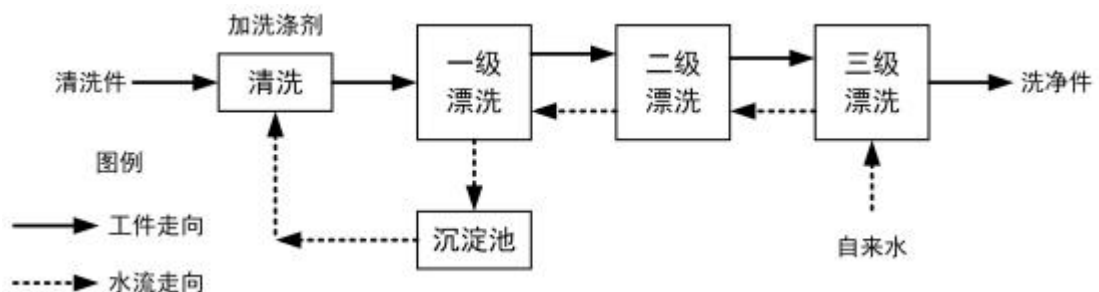 加洗涤剂
清洗件
清洗
一级
漂洗
二级
漂洗
三级
漂洗
洗净件
图例
工件走向
沉淀池
自来水
水流走向